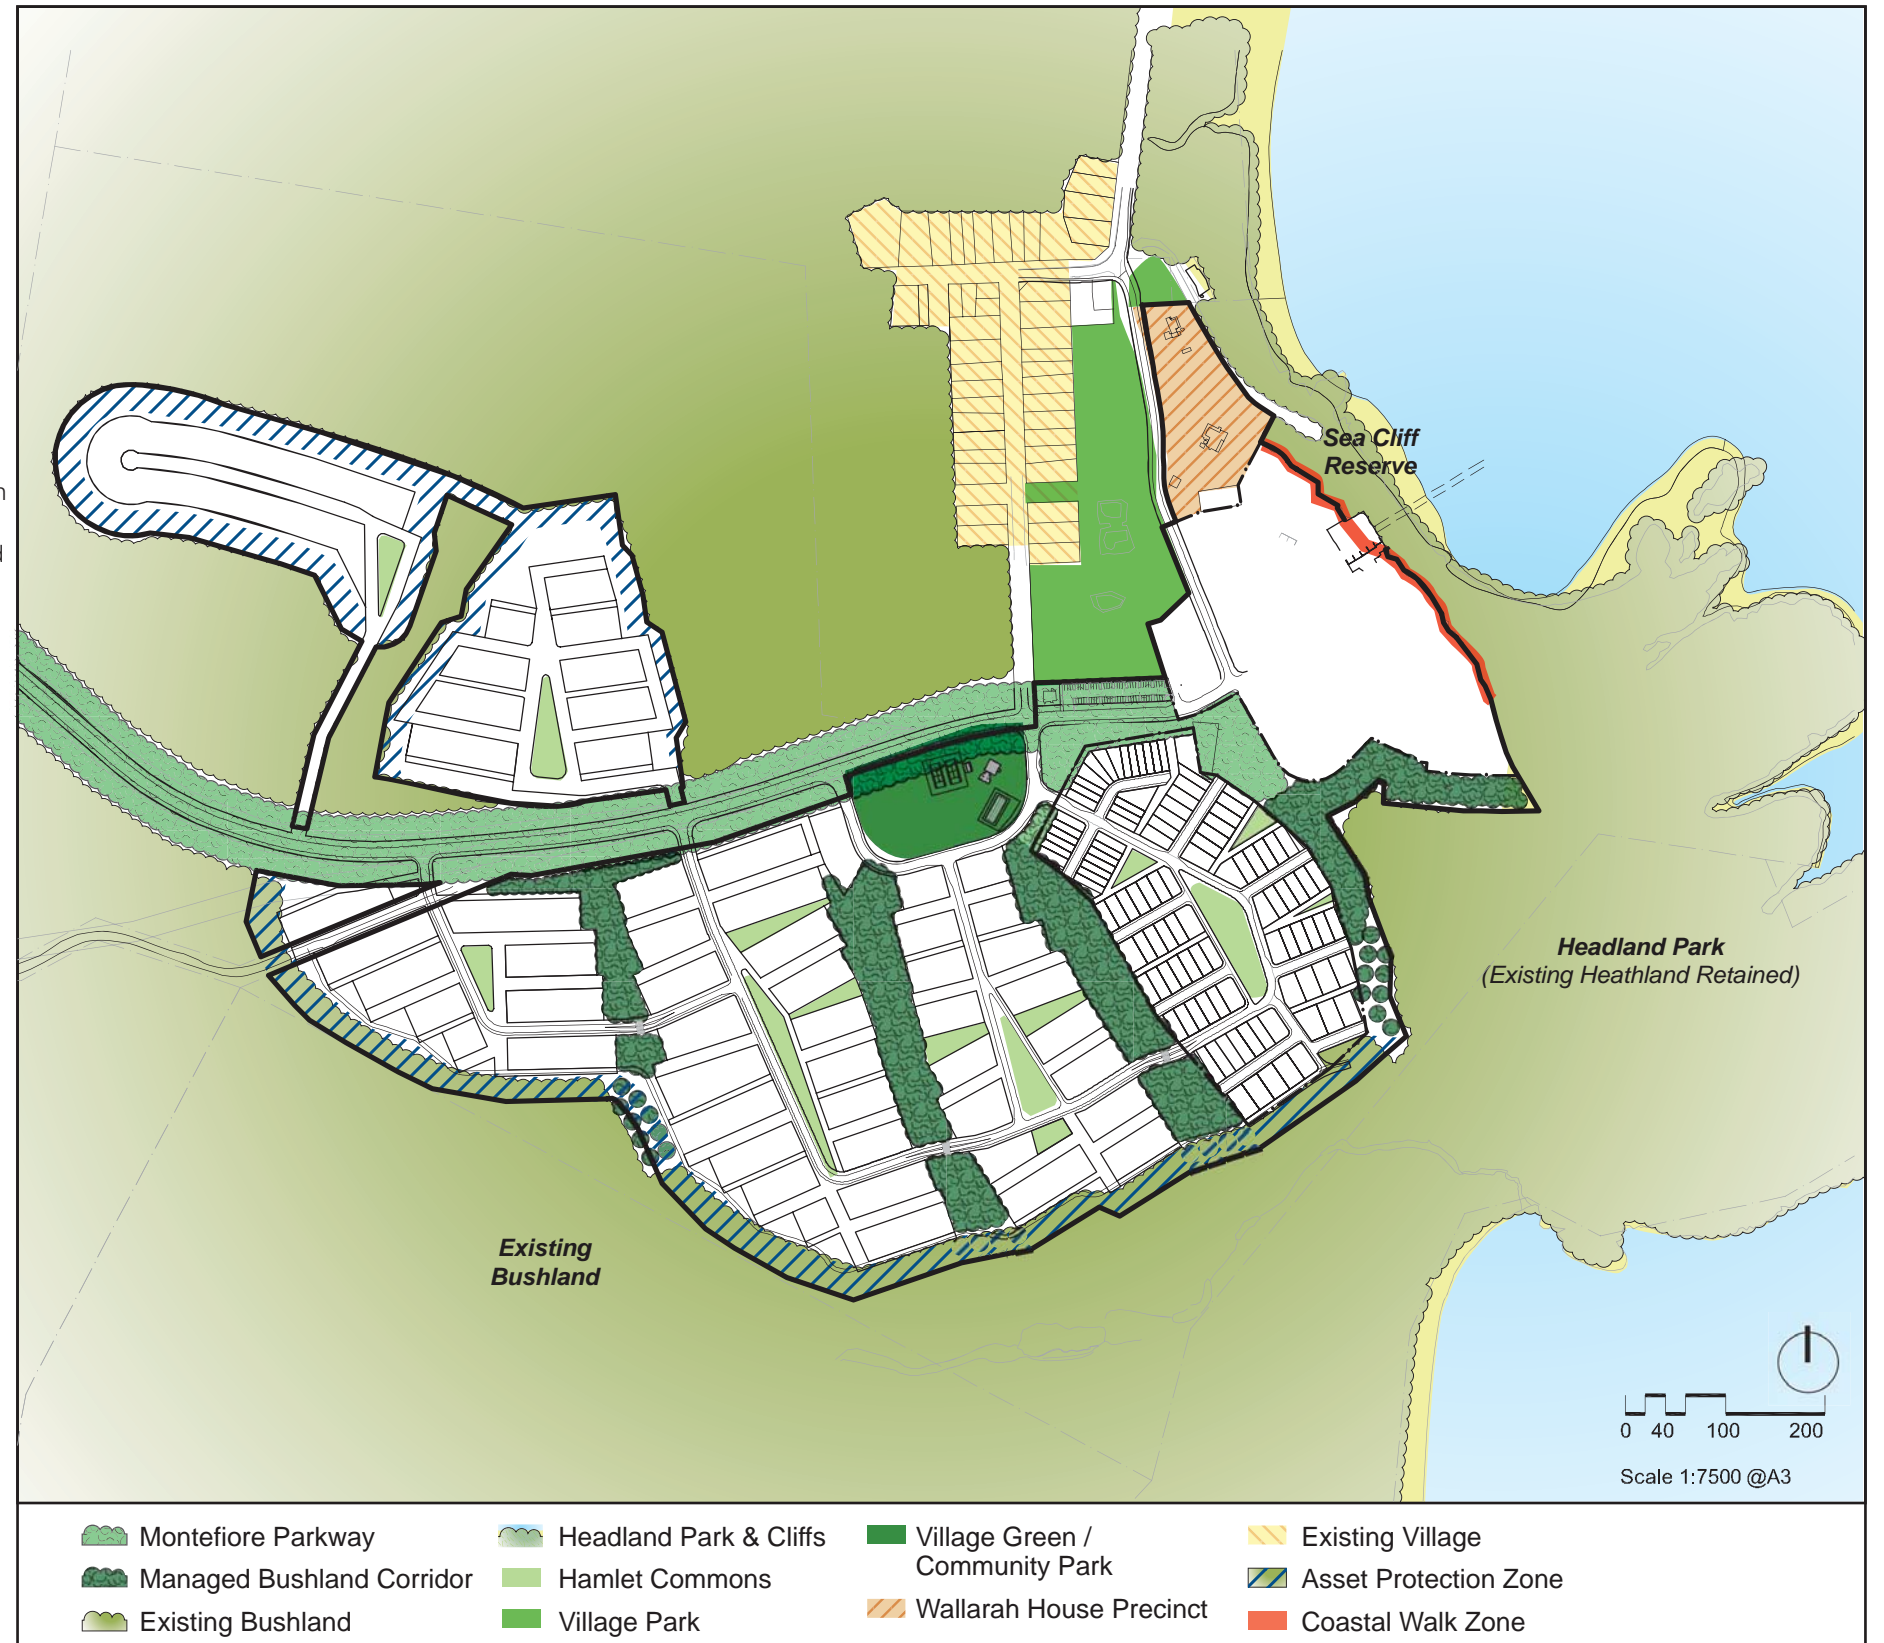 Sea Cliff
Reserve
Headland Park
(Existing Heathland Retained)
Existing
Bushland
0 40 100 200
Scale 1:7500 @A3
Montefiore Parkway
Managed Bushland Corridor
Existing Bushland
Headland Park & Cliffs
Hamlet Commons
Village Park
Village Green /
Community Park
Wallarah House Precinct
Existing Village
Asset Protection Zone
Coastal Walk Zone